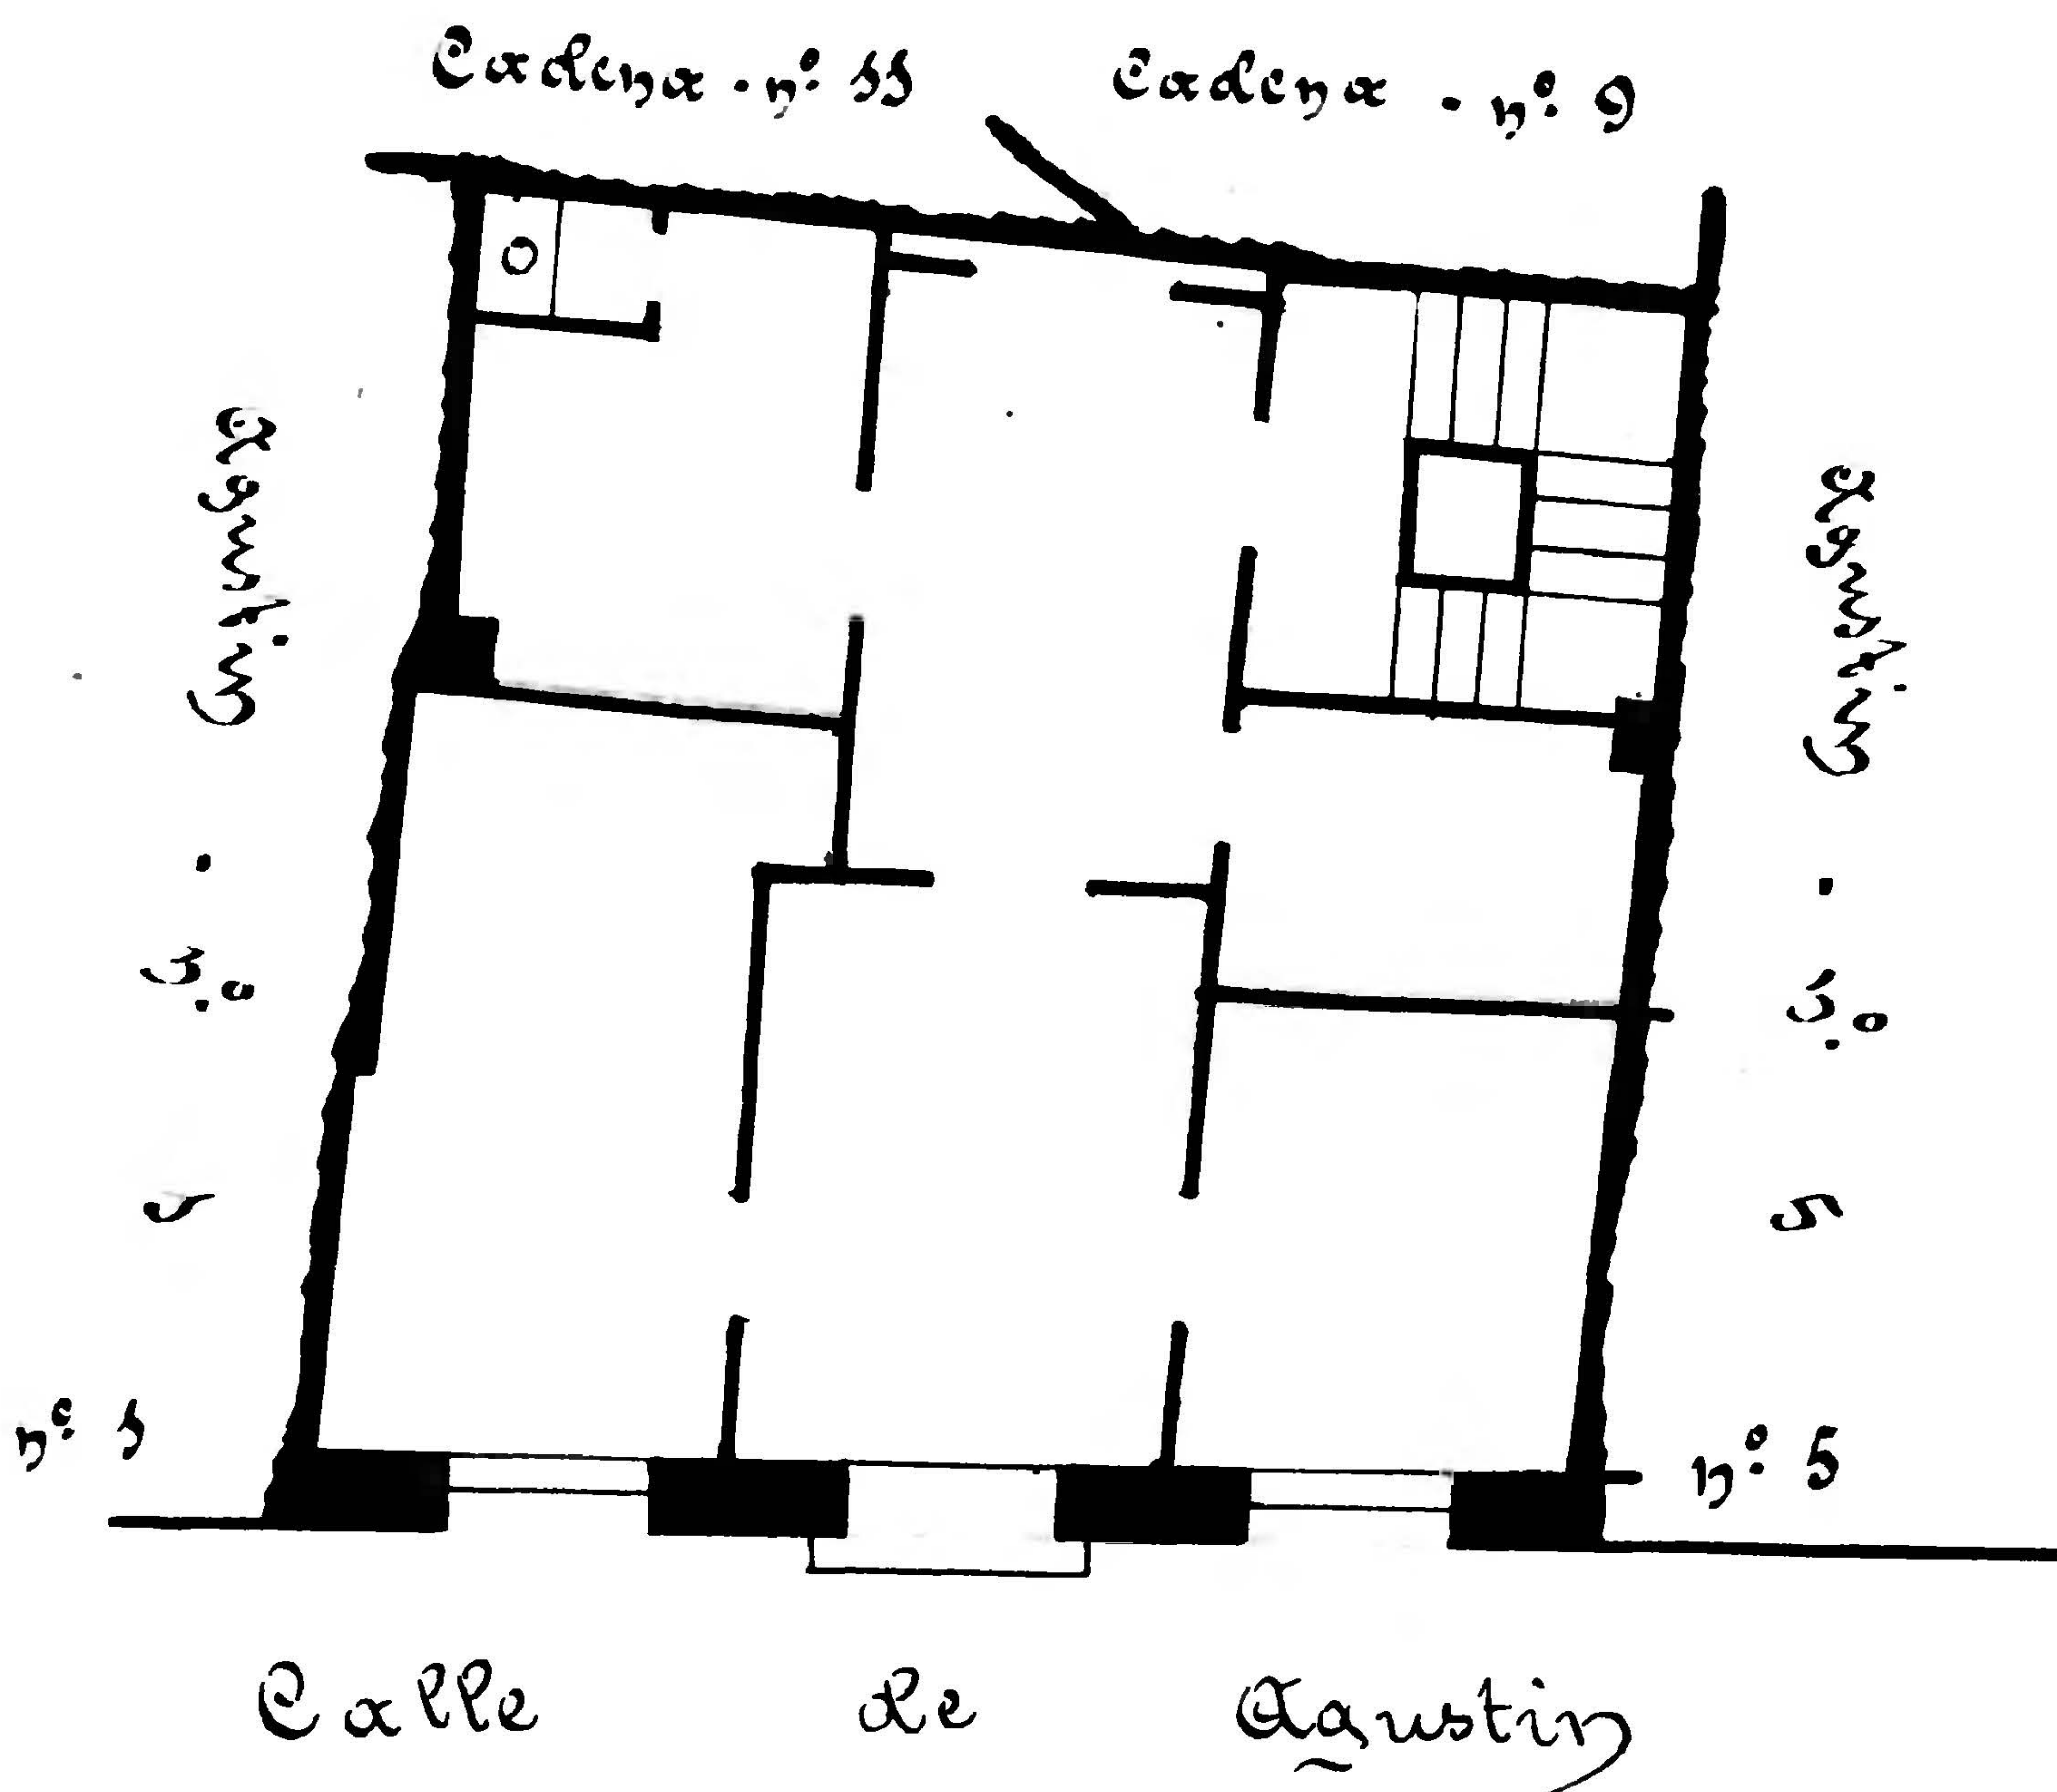 Cadena . nº 11
Cadena . nº 9
Agustin . nº 1
Agustin . nº 5
nº 1
nº 5
Calle de Agustin